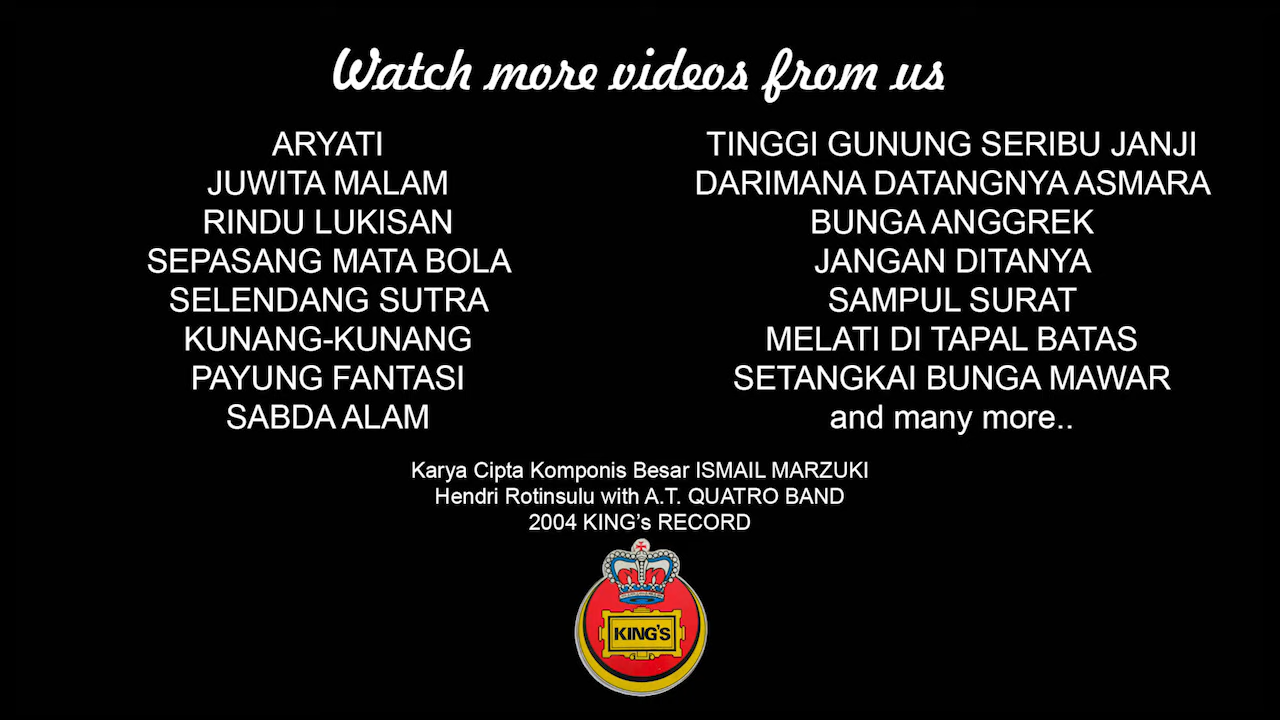 Watch more videos from us
ARYATI
JUWITA MALAM
RINDU LUKISAN
SEPASANG MATA BOLA
SELENDANG SUTRA
KUNANG-KUNANG
PAYUNG FANTASI
SABDA ALAM
TINGGI GUNUNG SERIBU JANJI
DARIMANA DATANGNYA ASMARA
BUNGA ANGGREK
JANGAN DITANYA
SAMPUL SURAT
MELATI DI TAPAL BATAS
SETANGKAI BUNGA MAWAR
and many more..
Karya Cipta Komponis Besar ISMAIL MARZUKI
Hendri Rotinsulu with A.T. QUATRO BAND
2004 KING's RECORD
KING'S